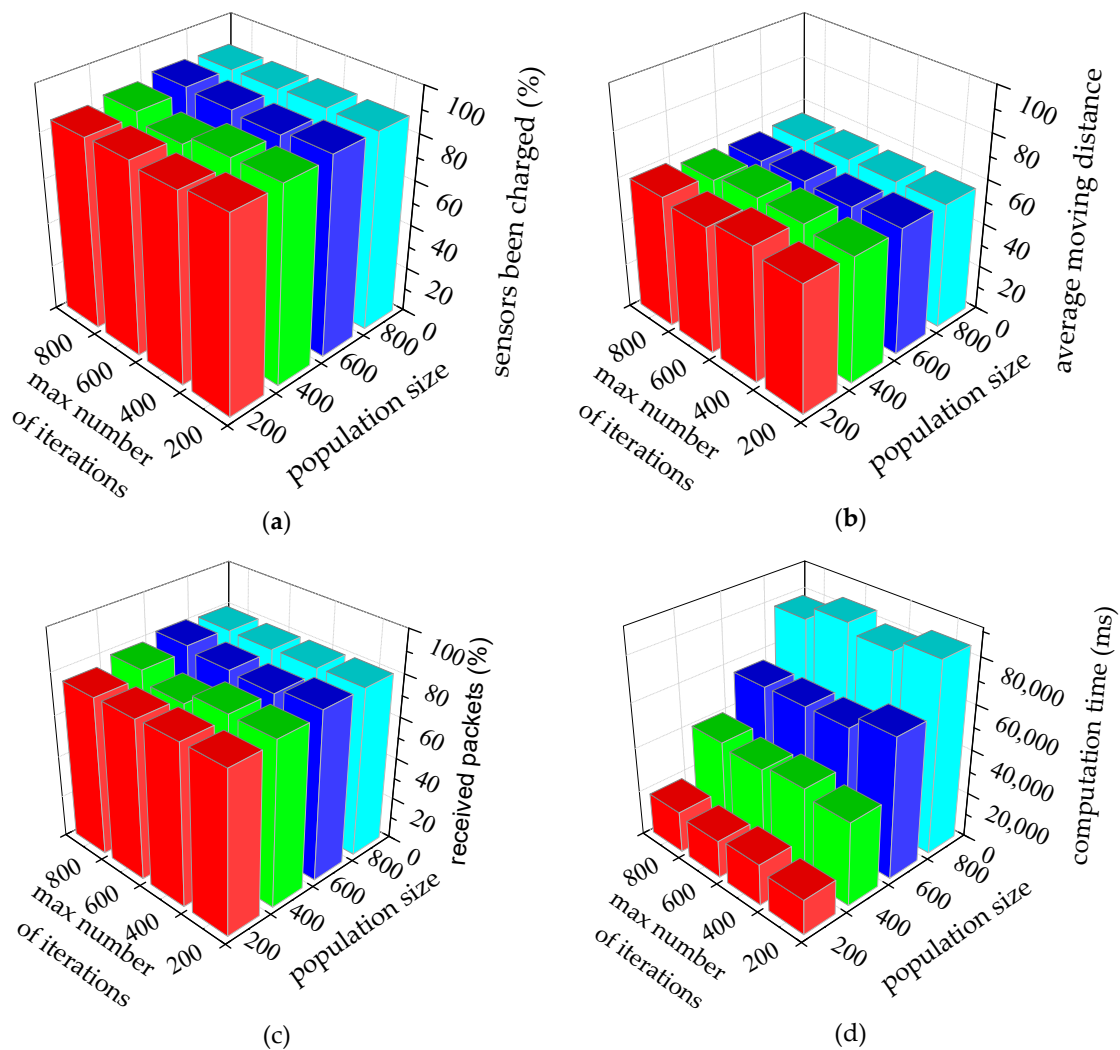 100
80
60
40
20
0
sensors been charged (%)
800
600
400
200
max number
of iterations
200
400
600
800
population size
(a)
100
80
60
40
20
0
average moving distance
800
600
400
200
max number
of iterations
200
400
600
800
population size
(b)
100
80
60
40
20
0
received packets (%)
800
600
400
200
max number
of iterations
200
400
600
800
population size
(c)
80,000
60,000
40,000
20,000
0
computation time (ms)
800
600
400
200
max number
of iterations
200
400
600
800
population size
(d)